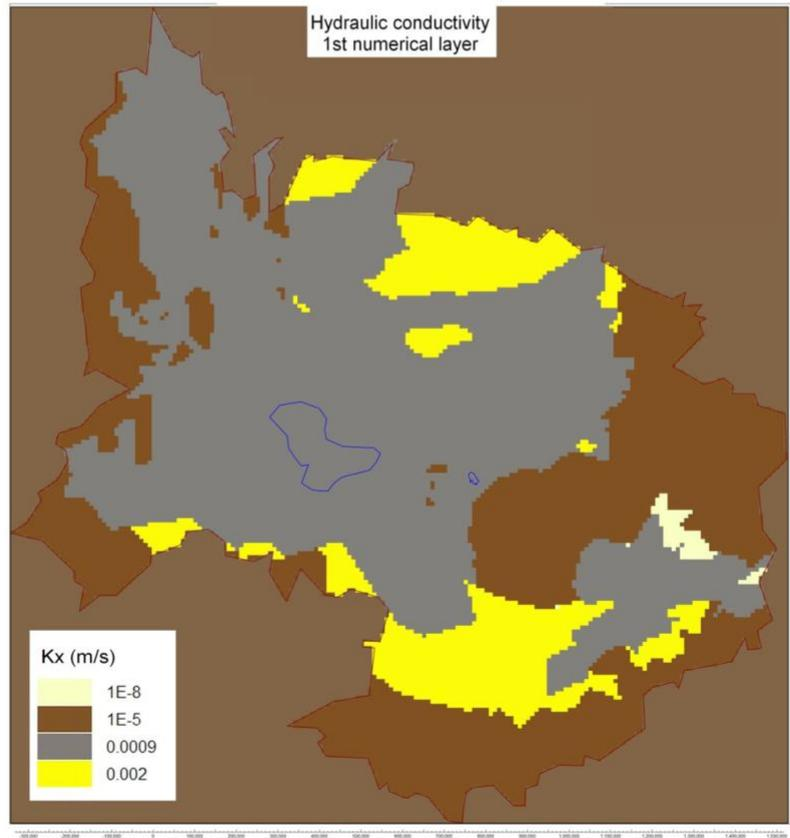 Hydraulic conductivity
1st numerical layer
Kx (m/s)
1E-8
1E-5
0.0009
0.002